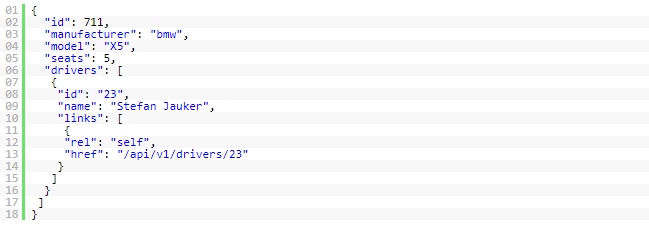 01 {
02   "id": 711,
03   "manufacturer": "bmw",
04   "model": "X5",
05   "seats": 5,
06   "drivers": [
07    {
08     "id": "23",
09     "name": "Stefan Jauker",
10     "links": [
11      {
12      "rel": "self",
13      "href": "/api/v1/drivers/23"
14     }
15    ]
16   }
17  ]
18 }